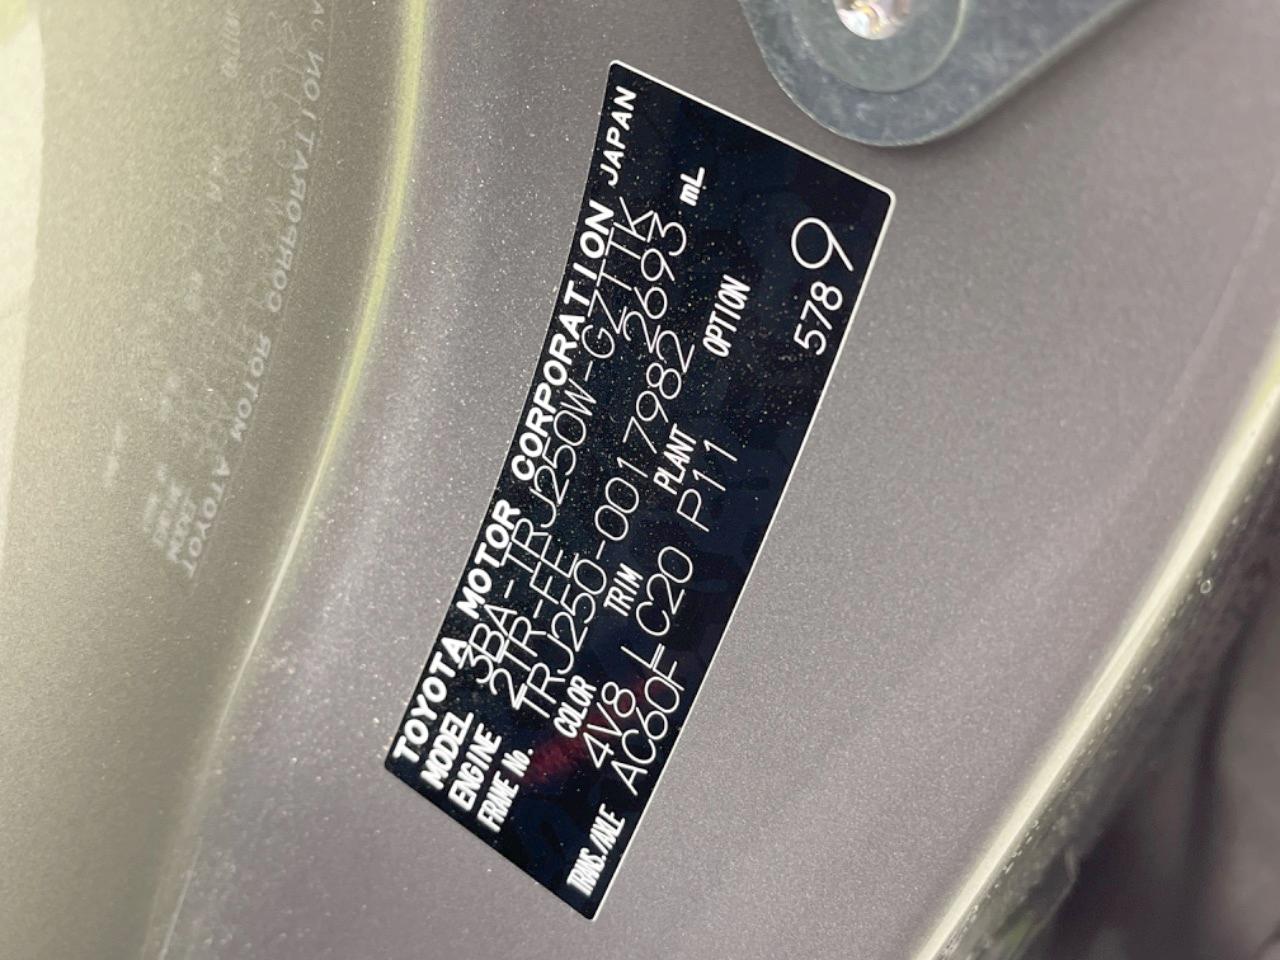 TOYOTA MOTOR CORPORATION JAPAN
MODEL 3BA-TRJ250W-GZTTK
ENGINE 2TR-FE 2693 mL
FRAME No. TRJ250-0017982
COLOR TRIM PLANT OPTION
4V8 LC20 P11
TRANS./AXLE AC60F
5789